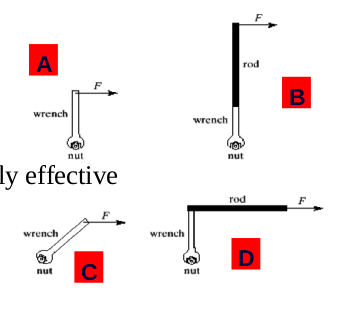 F
rod
A
F
B
wrench
wrench
nut
nut
ly effective
rod
F
F
wrench
wrench
D
C
nut
nut